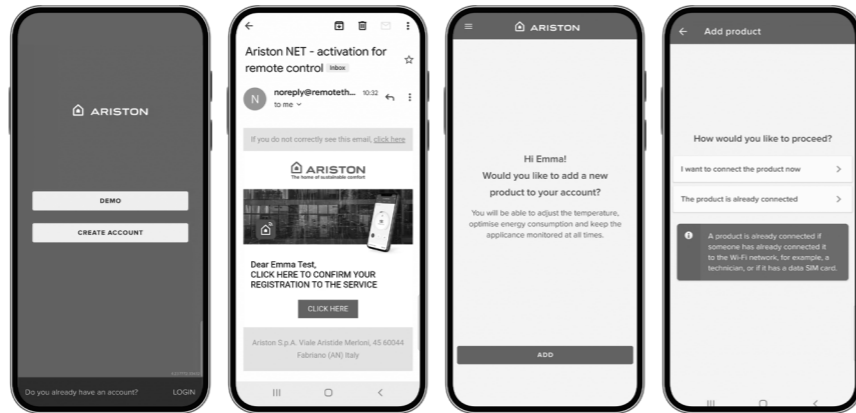 ARISTON
DEMO
CREATE ACCOUNT
Do you already have an account?
LOGIN
Ariston NET - activation for
remote control Inbox
N
noreply@remoteth... 10:32
to me
If you do not correctly see this email, click here
ARISTON
The home of sustainable comfort
Dear Emma Test,
CLICK HERE TO CONFIRM YOUR
REGISTRATION TO THE SERVICE
CLICK HERE
Ariston S.p.A. Viale Aristide Merloni, 45 60044
Fabriano (AN) Italy
ARISTON
Hi Emma!
Would you like to add a new
product to your account?
You will be able to adjust the temperature,
optimise energy consumption and keep the
applicance monitored at all times.
ADD
Add product
How would you like to proceed?
I want to connect the product now
The product is already connected
A product is already connected if
someone has already connected it
to the Wi-Fi network, for example, a
technician, or if it has a data SIM card.